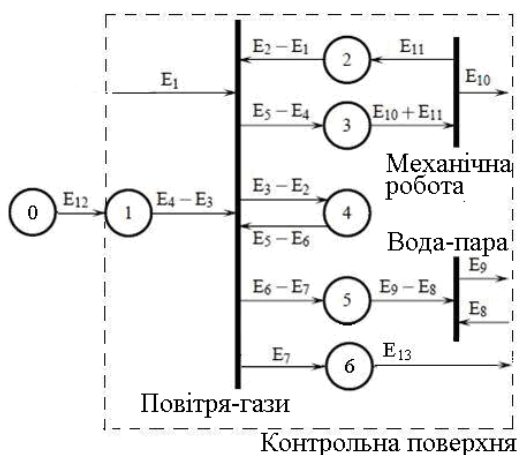 E₂ − E₁
2
E₁₁
E₁
E₁₀
E₅ − E₄
3
E₁₀ + E₁₁
Механічна
робота
0
E₁₂
1
E₄ − E₃
E₃ − E₂
4
E₅ − E₆
Вода-пара
E₆ − E₇
5
E₉ − E₈
E₉
E₈
E₇
6
E₁₃
Повітря-гази
Контрольна поверхня